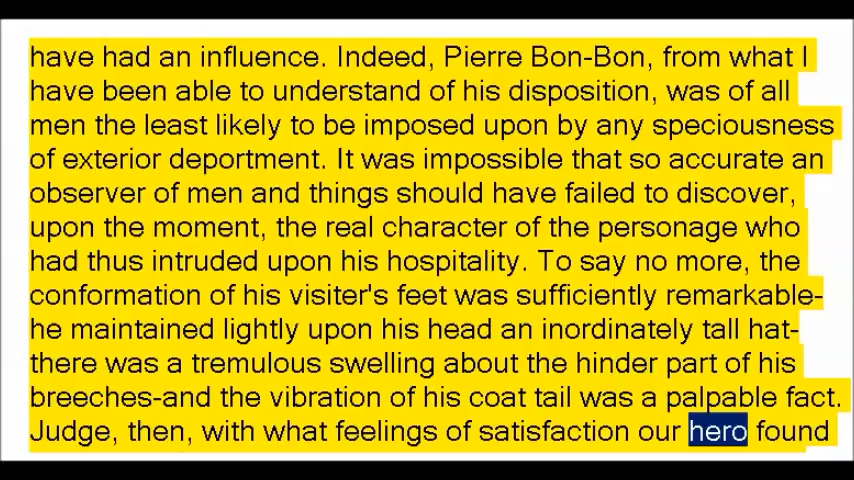 have had an influence. Indeed, Pierre Bon-Bon, from what I
have been able to understand of his disposition, was of all
men the least likely to be imposed upon by any speciousness
of exterior deportment. It was impossible that so accurate an
observer of men and things should have failed to discover,
upon the moment, the real character of the personage who
had thus intruded upon his hospitality. To say no more, the
conformation of his visiter's feet was sufficiently remarkable-
he maintained lightly upon his head an inordinately tall hat-
there was a tremulous swelling about the hinder part of his
breeches-and the vibration of his coat tail was a palpable fact.
Judge, then, with what feelings of satisfaction our hero found